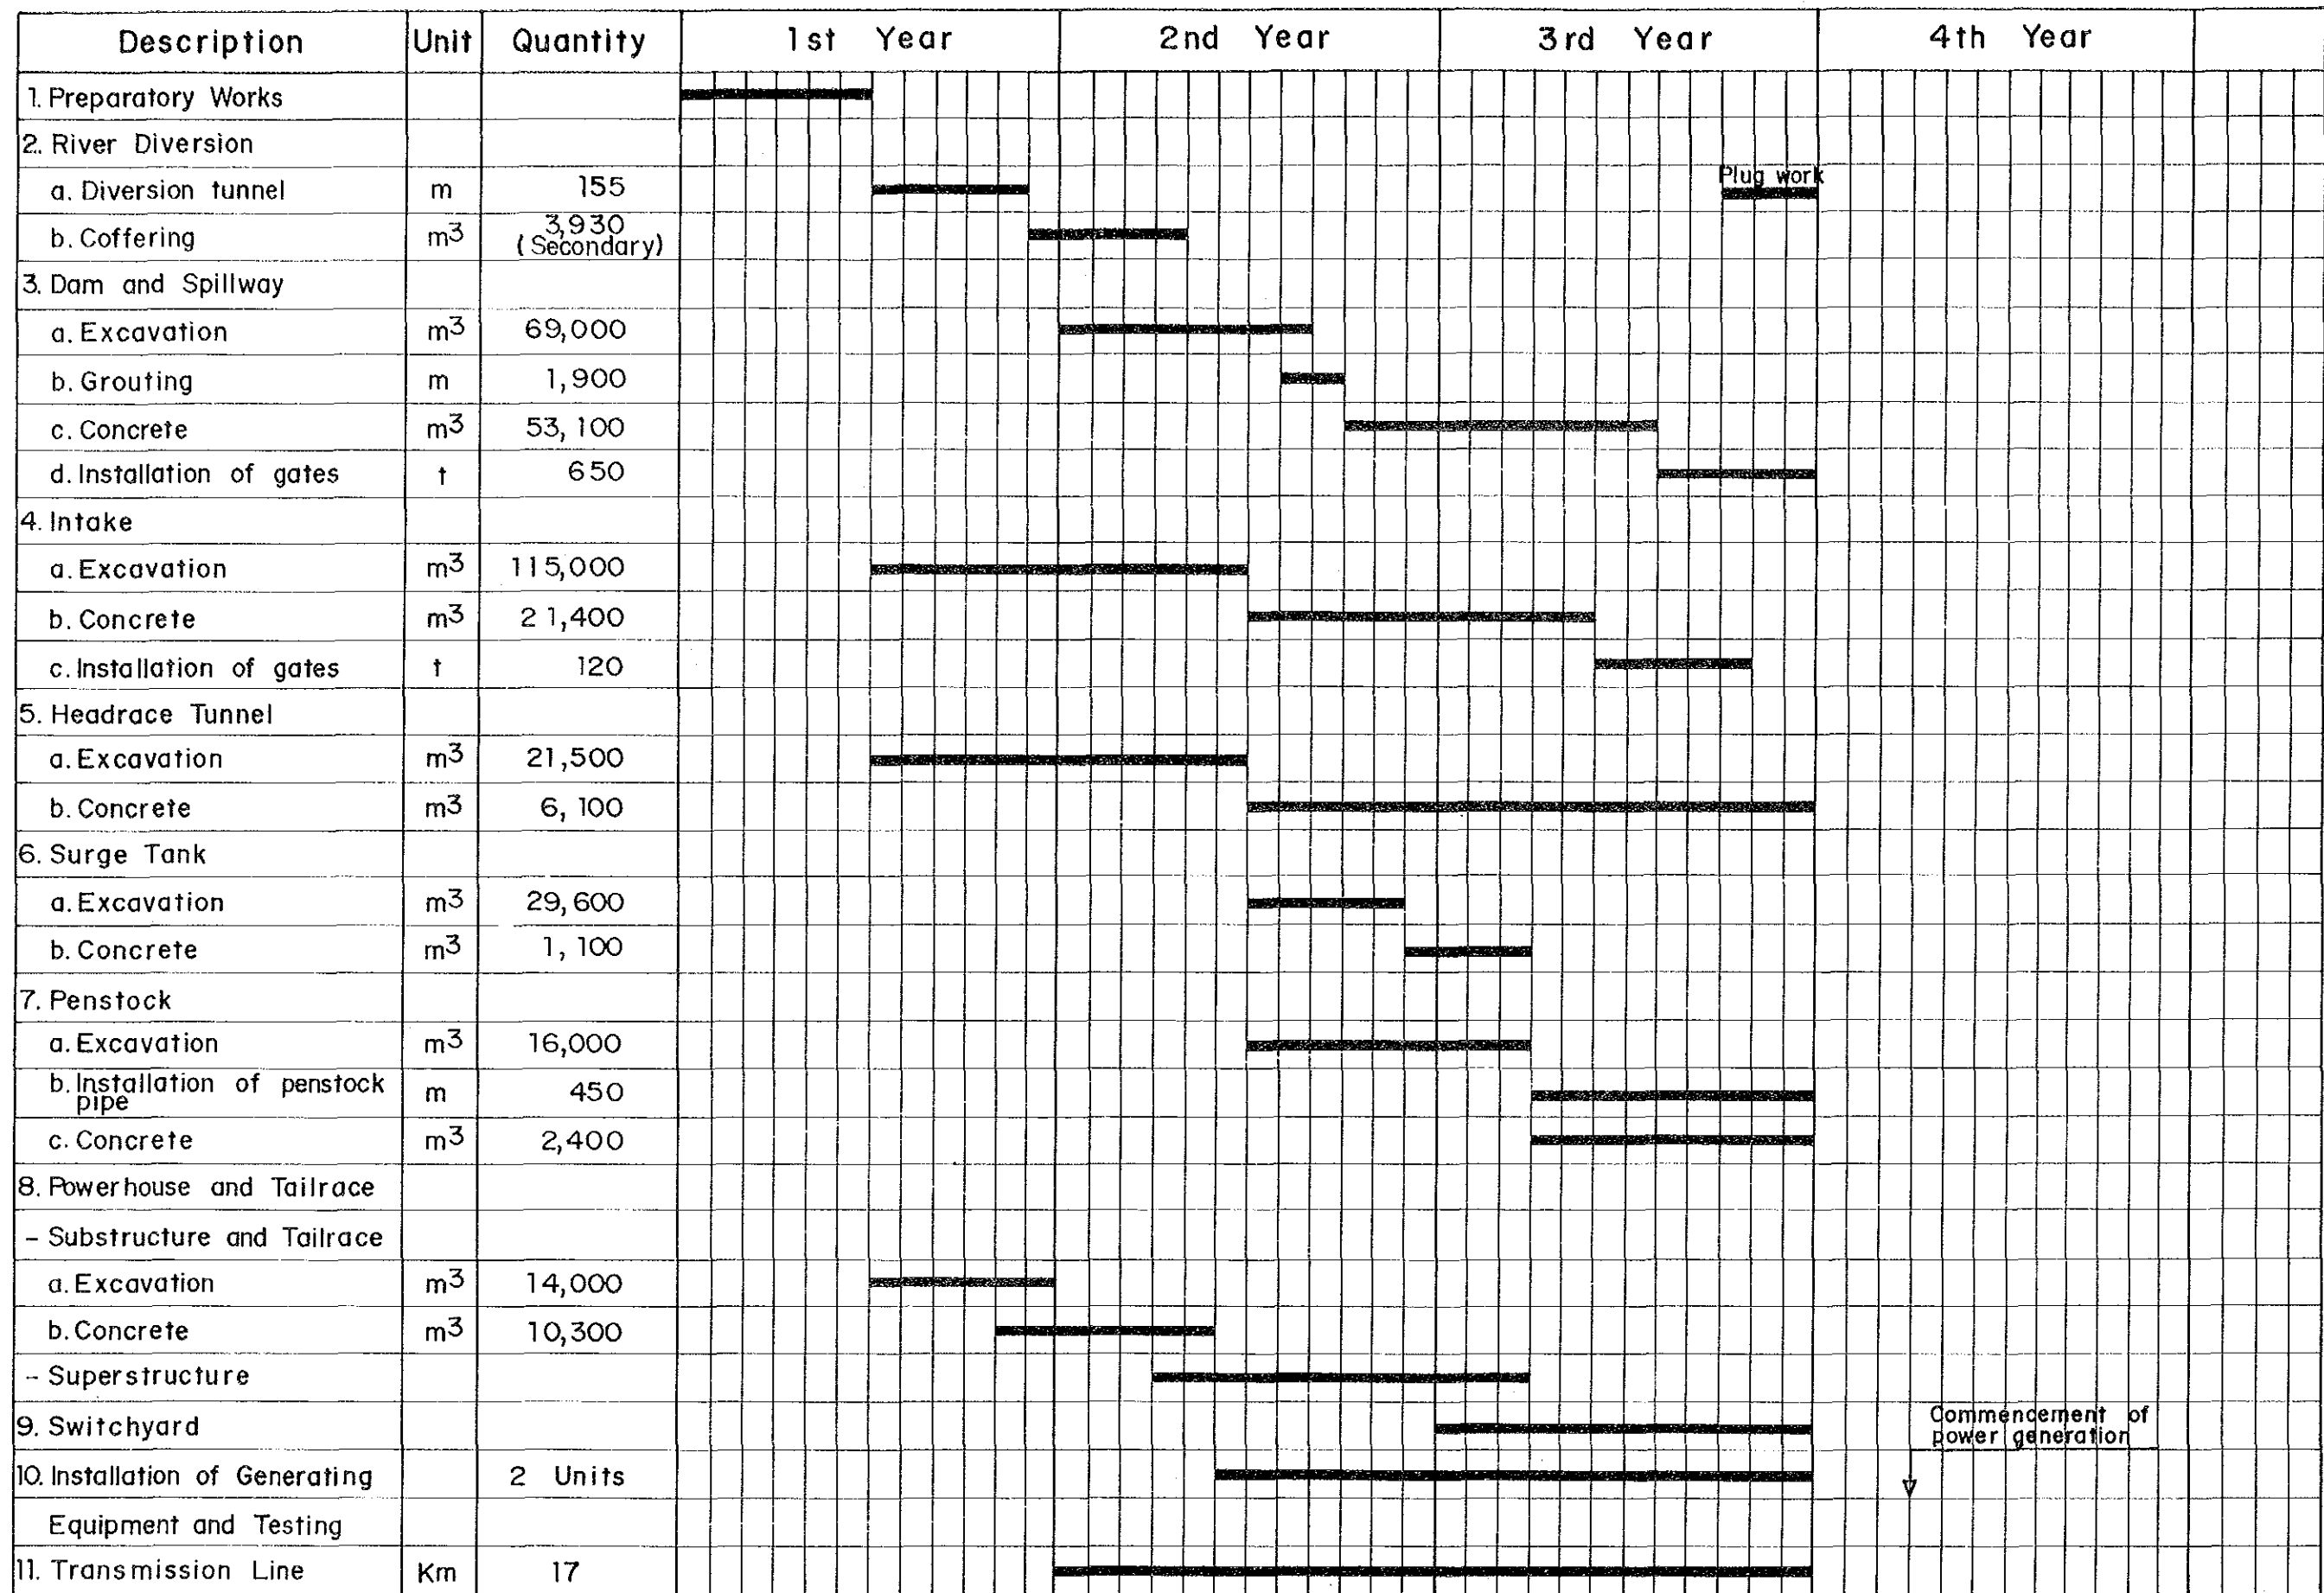 Description Unit Quantity 1st Year 2nd Year 3rd Year 4th Year
1. Preparatory Works
2. River Diversion
Plug work
a. Diversion tunnel m 155
b. Coffering m3 3,930
(Secondary)
3. Dam and Spillway
a. Excavation m3 69,000
b. Grouting m 1,900
c. Concrete m3 53,100
d. Installation of gates t 650
4. Intake
a. Excavation m3 115,000
b. Concrete m3 21,400
c. Installation of gates t 120
5. Headrace Tunnel
a. Excavation m3 21,500
b. Concrete m3 6,100
6. Surge Tank
a. Excavation m3 29,600
b. Concrete m3 1,100
7. Penstock
a. Excavation m3 16,000
b. Installation of penstock
pipe m 450
c. Concrete m3 2,400
8. Powerhouse and Tailrace
- Substructure and Tailrace
a. Excavation m3 14,000
b. Concrete m3 10,300
- Superstructure
9. Switchyard
Commencement of
power generation
10. Installation of Generating 2 Units
Equipment and Testing
11. Transmission Line Km 17